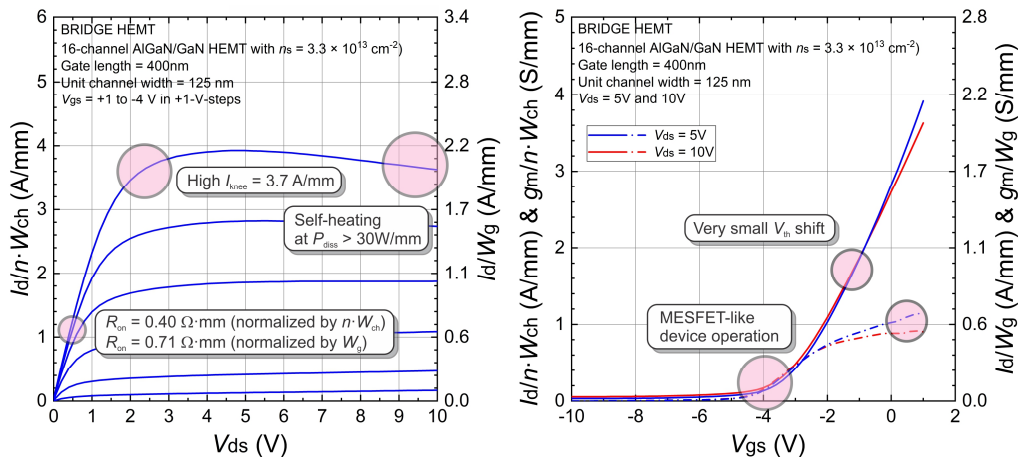 BRIDGE HEMT
16-channel AlGaN/GaN HEMT with ns = 3.3 × 10¹³ cm⁻²)
Gate length = 400nm
Unit channel width = 125 nm
Vgs = +1 to -4 V in +1-V-steps
High Iknee = 3.7 A/mm
Self-heating
at Pdiss > 30W/mm
Ron = 0.40 Ω·mm (normalized by n·Wch)
Ron = 0.71 Ω·mm (normalized by Wg)
6
5
4
3
2
1
0
Id/n·Wch (A/mm)
3.4
2.8
2.2
1.7
1.1
0.6
0.0
Id/Wg (A/mm)
0 1 2 3 4 5 6 7 8 9 10
Vds (V)
BRIDGE HEMT
16-channel AlGaN/GaN HEMT with ns = 3.3 × 10¹³ cm⁻²)
Gate length = 400nm
Unit channel width = 125 nm
Vds = 5V and 10V
Vds = 5V
Vds = 10V
Very small Vth shift
MESFET-like
device operation
5
4
3
2
1
0
Id/n·Wch (A/mm) & gm/n·Wch (S/mm)
2.8
2.2
1.7
1.1
0.6
0.0
Id/Wg (A/mm) & gm/Wg (S/mm)
-10 -8 -6 -4 -2 0 2
Vgs (V)